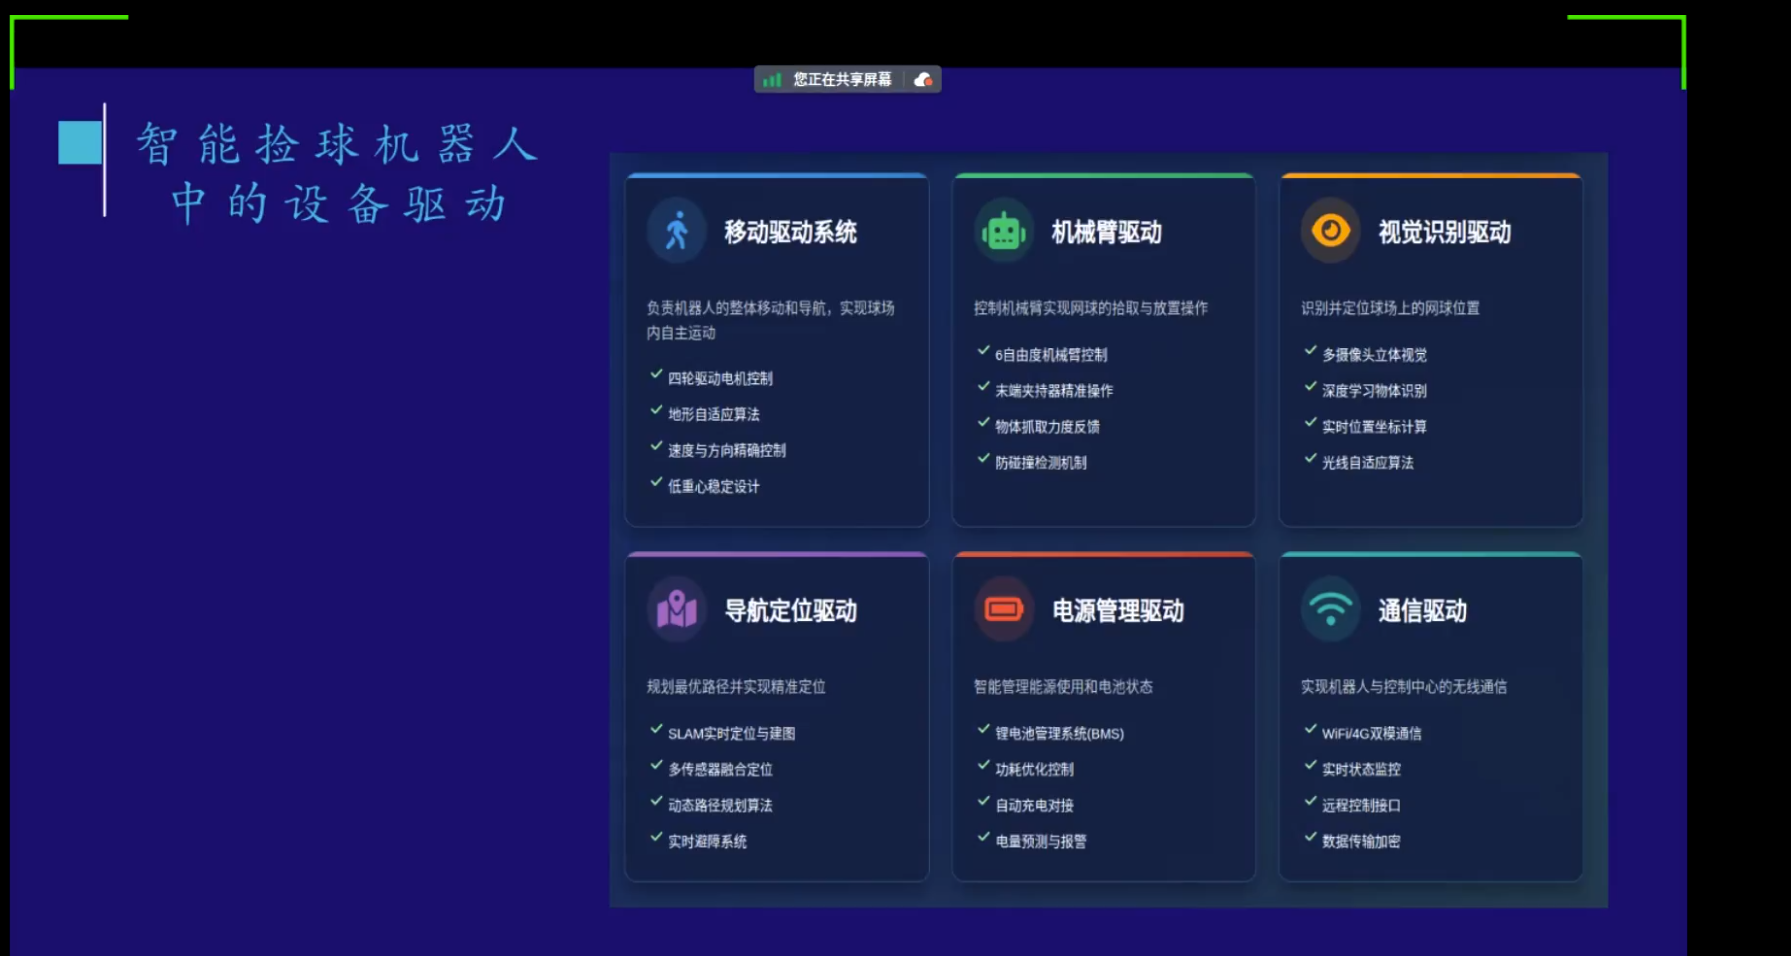 您正在共享屏幕
智能捡球机器人
中的设备驱动
移动驱动系统
负责机器人的整体移动和导航，实现球场
内自主运动
四轮驱动电机控制
地形自适应算法
速度与方向精确控制
低重心稳定设计
机械臂驱动
控制机械臂实现网球的拾取与放置操作
6自由度机械臂控制
末端夹持器精准操作
物体抓取力度反馈
防碰撞检测机制
视觉识别驱动
识别并定位球场上的网球位置
多摄像头立体视觉
深度学习物体识别
实时位置坐标计算
光线自适应算法
导航定位驱动
规划最优路径并实现精准定位
SLAM实时定位与建图
多传感器融合定位
动态路径规划算法
实时避障系统
电源管理驱动
智能管理能源使用和电池状态
锂电池管理系统(BMS)
功耗优化控制
自动充电对接
电量预测与报警
通信驱动
实现机器人与控制中心的无线通信
WiFi/4G双模通信
实时状态监控
远程控制接口
数据传输加密